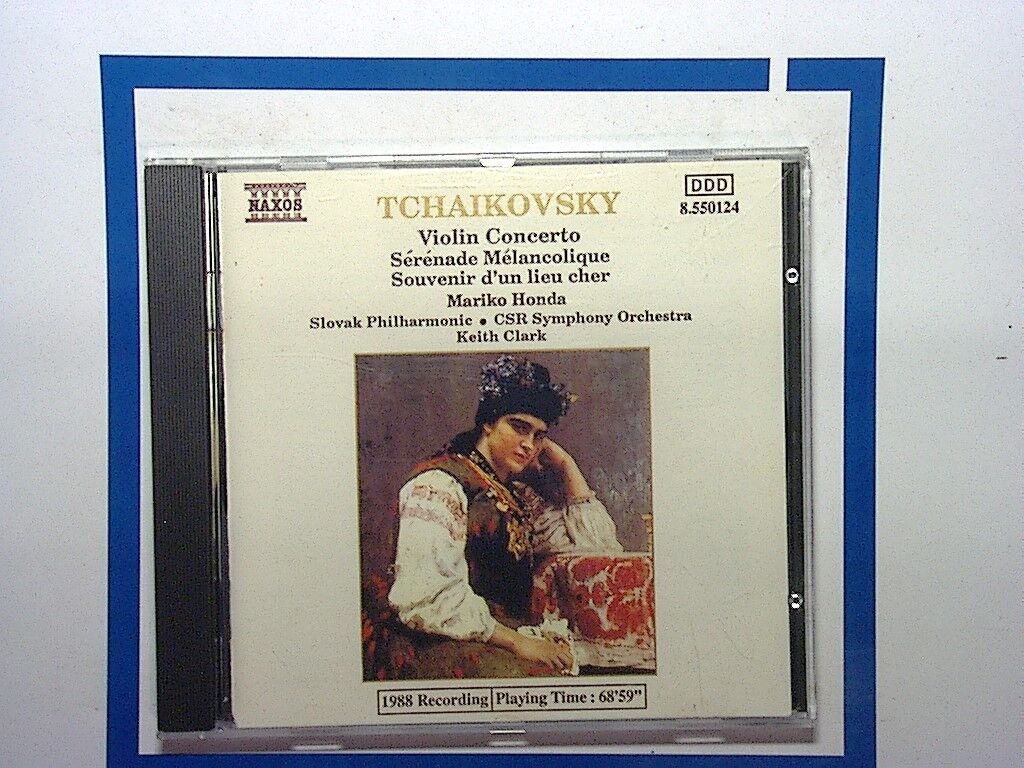 NAXOS
TCHAIKOVSKY
DDD
8.550124
Violin Concerto
Sérénade Mélancolique
Souvenir d'un lieu cher
Mariko Honda
Slovak Philharmonic • CSR Symphony Orchestra
Keith Clark
1988 Recording Playing Time : 68'59"